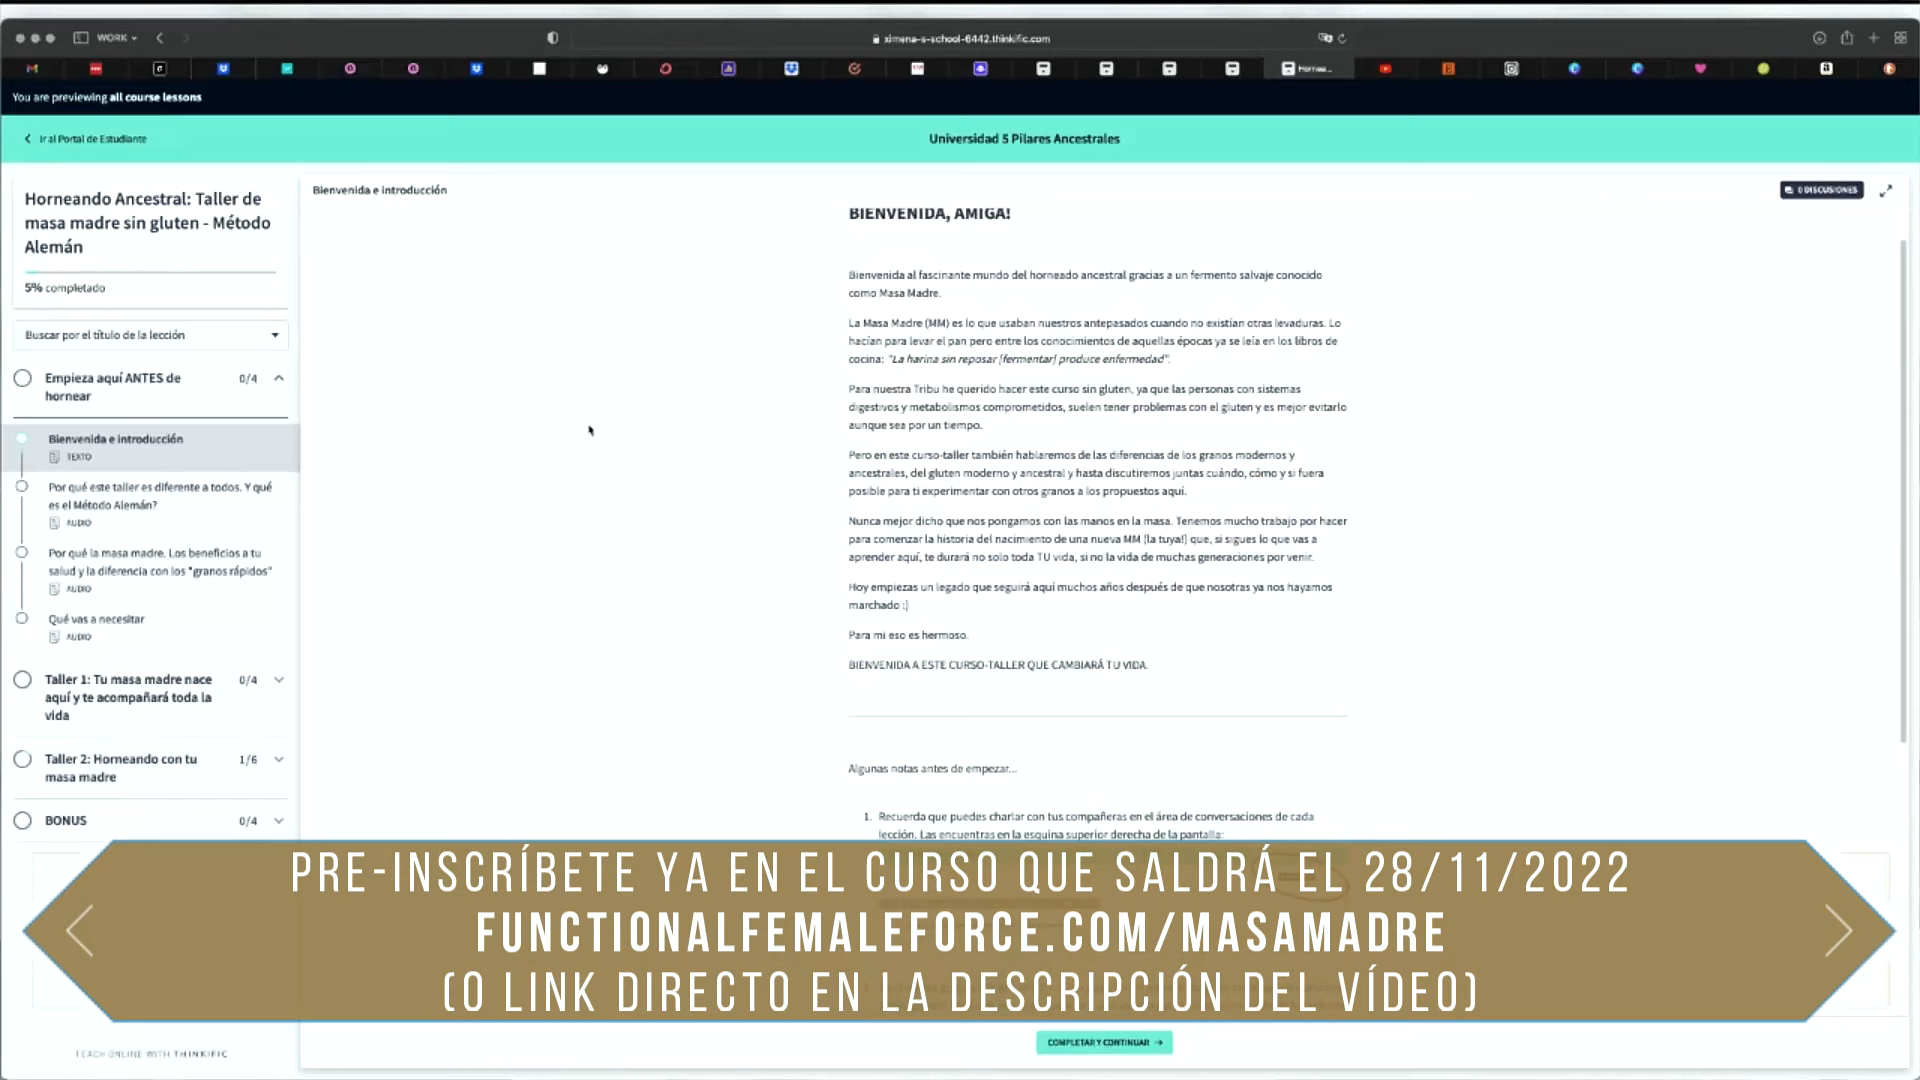 WORK
ximena-s-school-6442.thinkific.com
Hornea...
You are previewing all course lessons
Ir al Portal de Estudiante
Universidad 5 Pilares Ancestrales
Horneando Ancestral: Taller de
masa madre sin gluten - Método
Alemán
5% completado
Buscar por el título de la lección
Empieza aquí ANTES de
hornear
0/4
Bienvenida e introducción
TEXTO
Por qué este taller es diferente a todos. Y qué
es el Método Alemán?
AUDIO
Por qué la masa madre. Los beneficios a tu
salud y la diferencia con los "granos rápidos"
AUDIO
Qué vas a necesitar
AUDIO
Taller 1: Tu masa madre nace
aquí y te acompañará toda la
vida
0/4
Taller 2: Horneando con tu
masa madre
1/6
BONUS
0/4
TEACH ONLINE WITH THINKIFIC
Bienvenida e introducción
0 DISCUSIONES
BIENVENIDA, AMIGA!
Bienvenida al fascinante mundo del horneado ancestral gracias a un fermento salvaje conocido
como Masa Madre.
La Masa Madre (MM) es lo que usaban nuestros antepasados cuando no existían otras levaduras. Lo
hacían para levar el pan pero entre los conocimientos de aquellas épocas ya se leía en los libros de
cocina: "La harina sin reposar [fermentar] produce enfermedad".
Para nuestra Tribu he querido hacer este curso sin gluten, ya que las personas con sistemas
digestivos y metabolismos comprometidos, suelen tener problemas con el gluten y es mejor evitarlo
aunque sea por un tiempo.
Pero en este curso-taller también hablaremos de las diferencias de los granos modernos y
ancestrales, del gluten moderno y ancestral y hasta discutiremos juntas cuándo, cómo y si fuera
posible para ti experimentar con otros granos a los propuestos aquí.
Nunca mejor dicho que nos pongamos con las manos en la masa. Tenemos mucho trabajo por hacer
para comenzar la historia del nacimiento de una nueva MM (la tuya!) que, si sigues lo que vas a
aprender aquí, te durará no solo toda TU vida, si no la vida de muchas generaciones por venir.
Hoy empiezas un legado que seguirá aquí muchos años después de que nosotras ya nos hayamos
marchado :)
Para mi eso es hermoso.
BIENVENIDA A ESTE CURSO-TALLER QUE CAMBIARÁ TU VIDA.
Algunas notas antes de empezar...
1. Recuerda que puedes charlar con tus compañeras en el área de conversaciones de cada
lección. Las encuentras en la esquina superior derecha de la pantalla:
PRE-INSCRÍBETE YA EN EL CURSO QUE SALDRÁ EL 28/11/2022
FUNCTIONALFEMALEFORCE.COM/MASAMADRE
(O LINK DIRECTO EN LA DESCRIPCIÓN DEL VÍDEO)
COMPLETAR Y CONTINUAR →